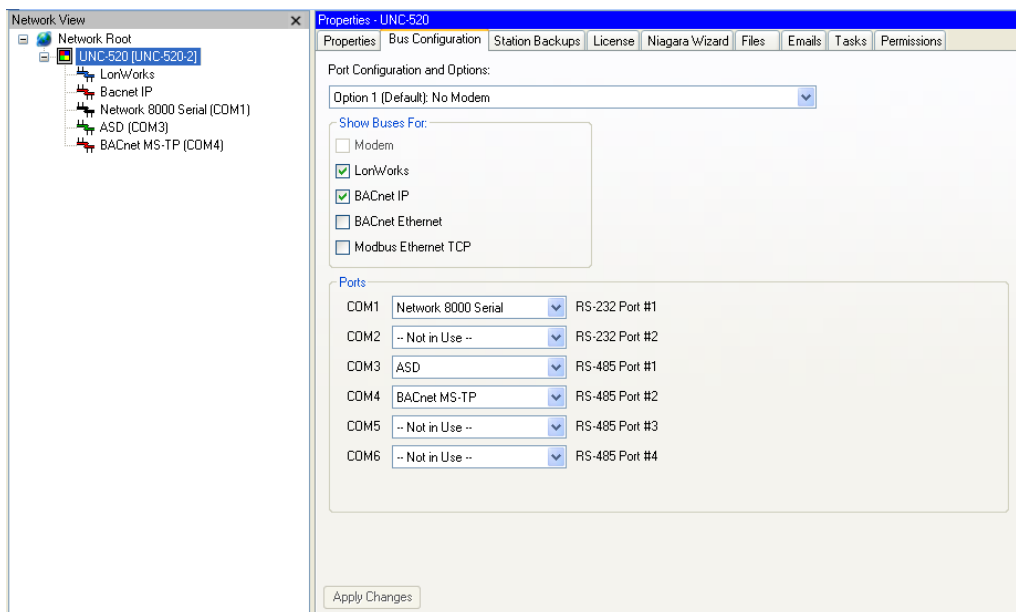 Network View
Network Root
UNC-520 [UNC-520-2]
LonWorks
Bacnet IP
Network 8000 Serial (COM1)
ASD (COM3)
BACnet MS-TP (COM4)
Properties - UNC-520
Properties Bus Configuration Station Backups License Niagara Wizard Files Emails Tasks Permissions
Port Configuration and Options:
Option 1 (Default): No Modem
Show Buses For:
Modem
LonWorks
BACnet IP
BACnet Ethernet
Modbus Ethernet TCP
Ports
COM1 Network 8000 Serial RS-232 Port #1
COM2 -- Not in Use -- RS-232 Port #2
COM3 ASD RS-485 Port #1
COM4 BACnet MS-TP RS-485 Port #2
COM5 -- Not in Use -- RS-485 Port #3
COM6 -- Not in Use -- RS-485 Port #4
Apply Changes